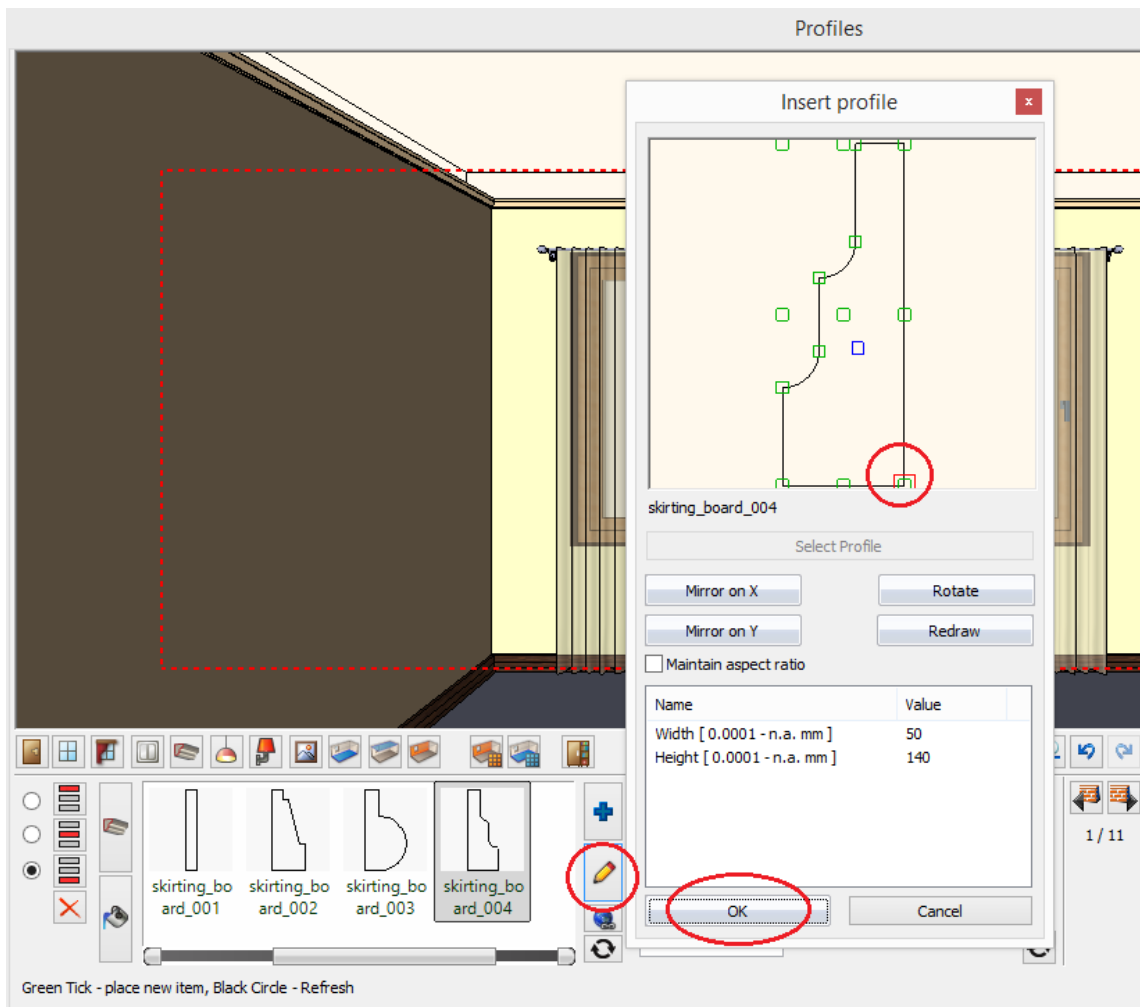 Profiles
Insert profile
x
skirting_board_004
Select Profile
Mirror on X
Rotate
Mirror on Y
Redraw
Maintain aspect ratio
Name Value
Width [ 0.0001 - n.a. mm ] 50
Height [ 0.0001 - n.a. mm ] 140
OK
Cancel
1 / 11
skirting_bo
ard_001
skirting_bo
ard_002
skirting_bo
ard_003
skirting_bo
ard_004
Green Tick - place new item, Black Circle - Refresh